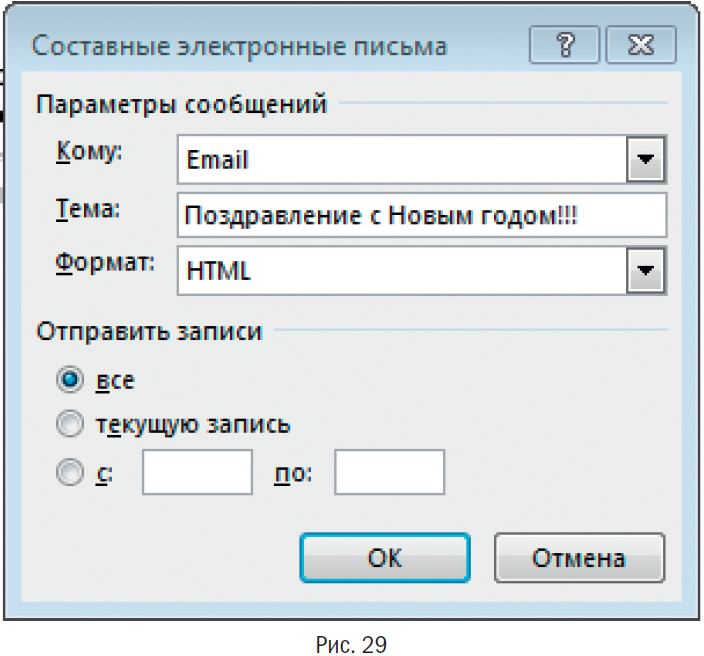 Составные электронные письма
Параметры сообщений
Кому: Email
Тема: Поздравление с Новым годом!!!
Формат: HTML
Отправить записи
все
текущую запись
с: по:
ОК Отмена
Рис. 29